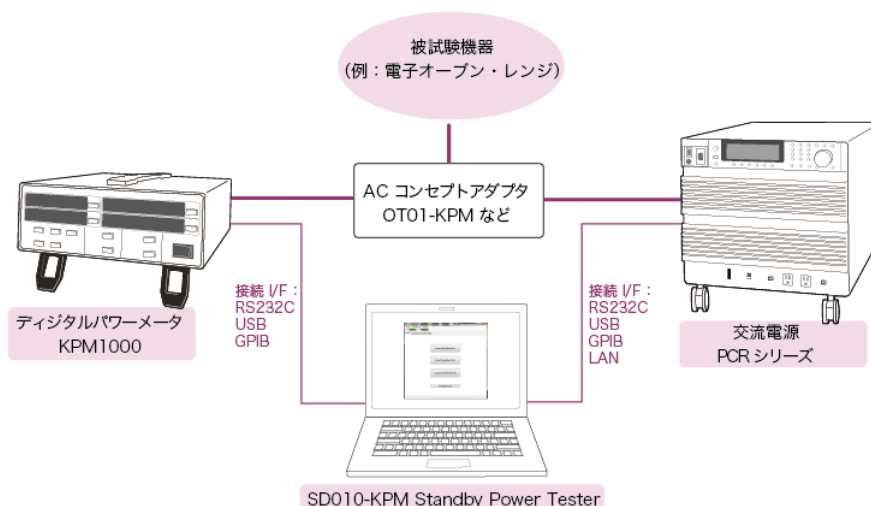 被試験機器
(例：電子オーブン・レンジ)
AC コンセプトアダプタ
OT01-KPM など
接続 I/F：
RS232C
USB
GPIB
接続 I/F：
RS232C
USB
GPIB
LAN
ディジタルパワーメータ
KPM1000
交流電源
PCR シリーズ
SD010-KPM Standby Power Tester